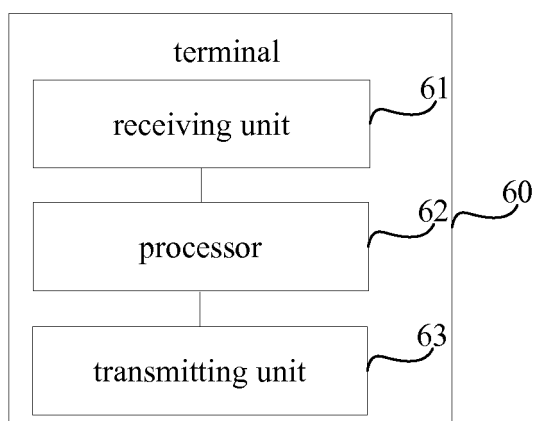 terminal
61
receiving unit
60
62
processor
63
transmitting unit